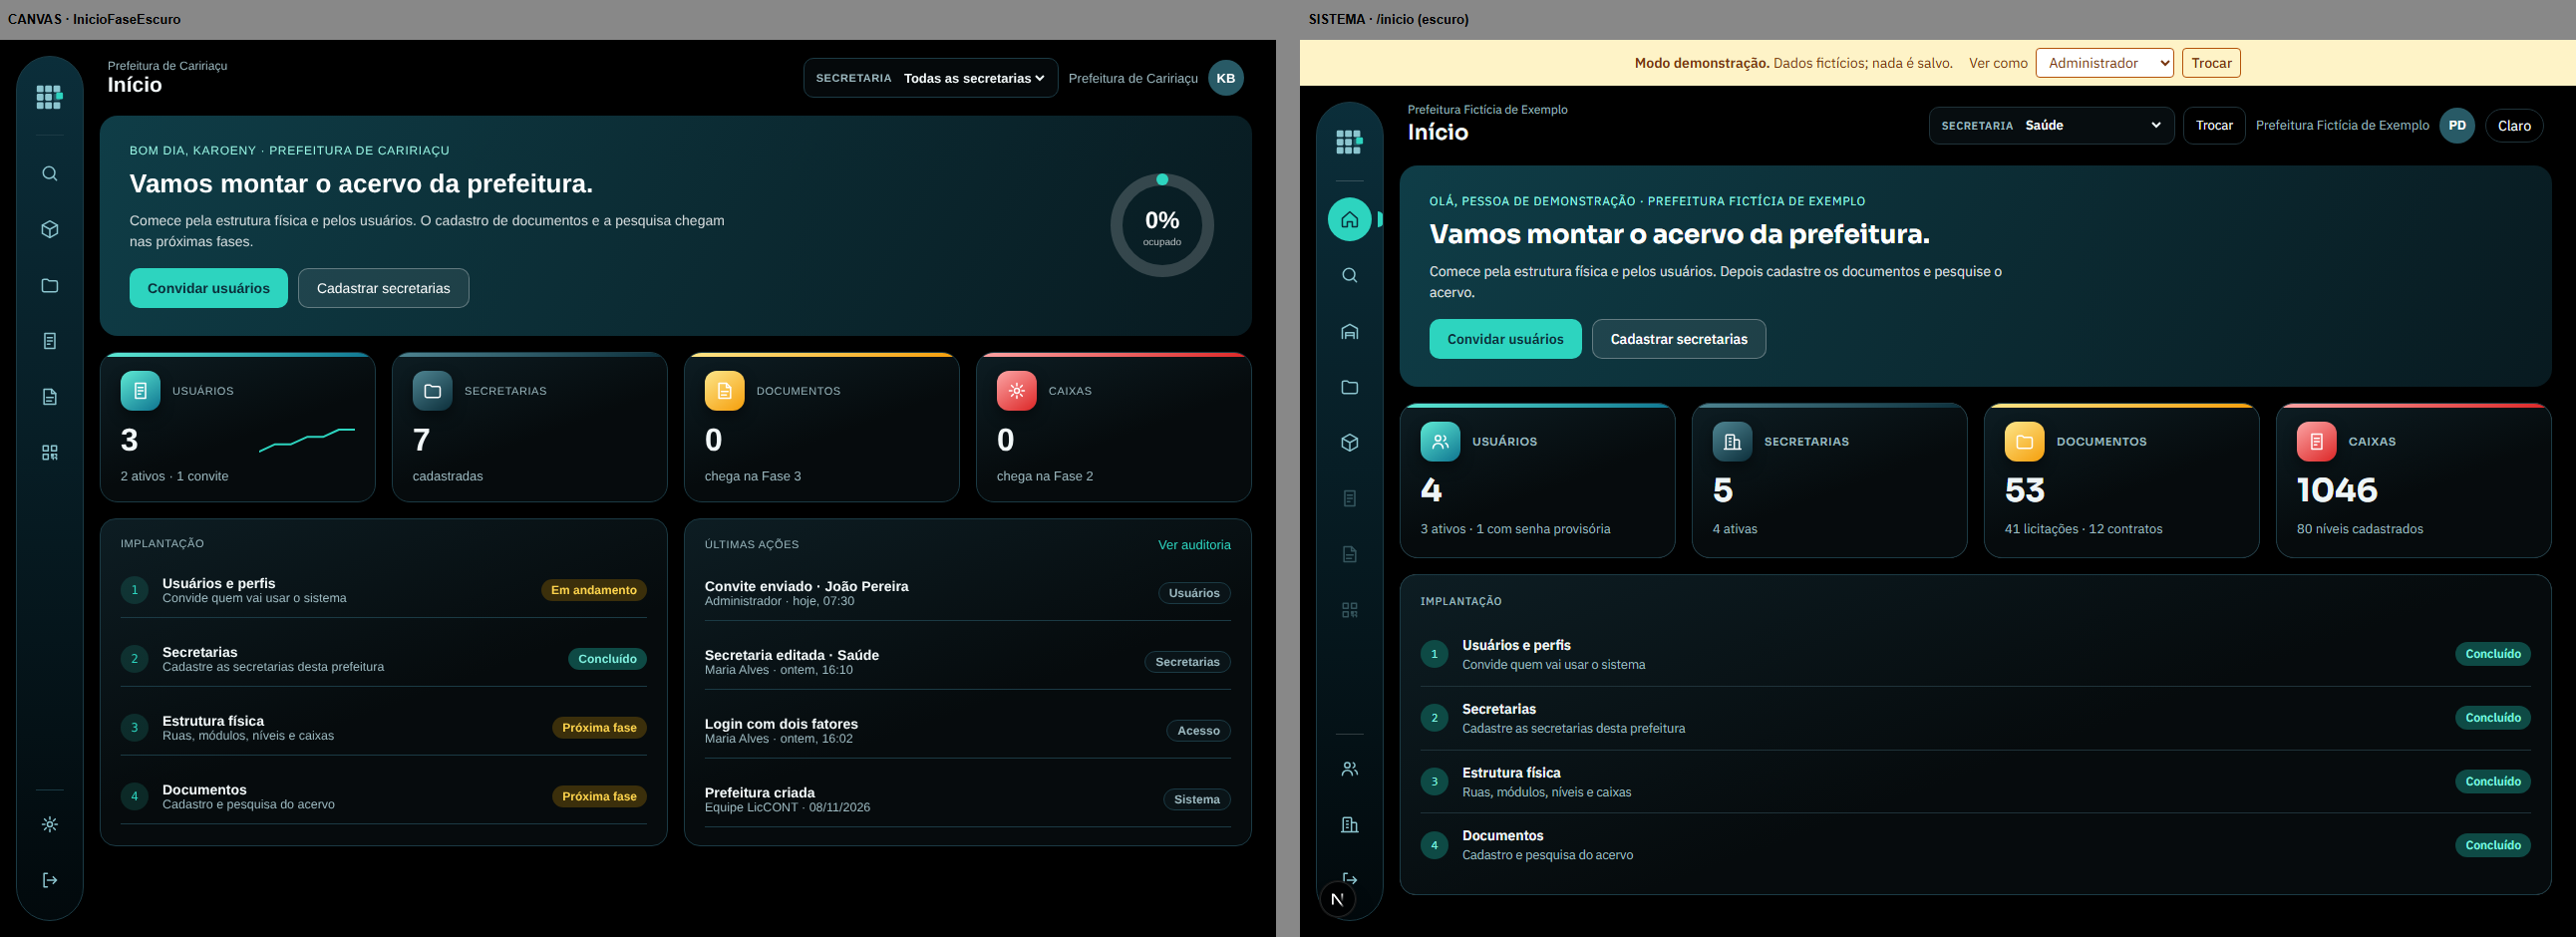 CANVAS · InicioFaseEscuro
Prefeitura de Caririaçu
Início
SECRETARIA Todas as secretarias
Prefeitura de Caririaçu
KB
BOM DIA, KAROENY · PREFEITURA DE CARIRIAÇU
Vamos montar o acervo da prefeitura.
Comece pela estrutura física e pelos usuários. O cadastro de documentos e a pesquisa chegam
nas próximas fases.
Convidar usuários
Cadastrar secretarias
0%
ocupado
USUÁRIOS
3
2 ativos · 1 convite
SECRETARIAS
7
cadastradas
DOCUMENTOS
0
chega na Fase 3
CAIXAS
0
chega na Fase 2
IMPLANTAÇÃO
1
Usuários e perfis
Convide quem vai usar o sistema
Em andamento
2
Secretarias
Cadastre as secretarias desta prefeitura
Concluído
3
Estrutura física
Ruas, módulos, níveis e caixas
Próxima fase
4
Documentos
Cadastro e pesquisa do acervo
Próxima fase
ÚLTIMAS AÇÕES
Ver auditoria
Convite enviado · João Pereira
Administrador · hoje, 07:30
Usuários
Secretaria editada · Saúde
Maria Alves · ontem, 16:10
Secretarias
Login com dois fatores
Maria Alves · ontem, 16:02
Acesso
Prefeitura criada
Equipe LicCONT · 08/11/2026
Sistema
SISTEMA · /inicio (escuro)
Modo demonstração. Dados fictícios; nada é salvo.
Ver como
Administrador
Trocar
Prefeitura Fictícia de Exemplo
Início
SECRETARIA Saúde
Trocar
Prefeitura Fictícia de Exemplo
PD
Claro
OLÁ, PESSOA DE DEMONSTRAÇÃO · PREFEITURA FICTÍCIA DE EXEMPLO
Vamos montar o acervo da prefeitura.
Comece pela estrutura física e pelos usuários. Depois cadastre os documentos e pesquise o
acervo.
Convidar usuários
Cadastrar secretarias
USUÁRIOS
4
3 ativos · 1 com senha provisória
SECRETARIAS
5
4 ativas
DOCUMENTOS
53
41 licitações · 12 contratos
CAIXAS
1046
80 níveis cadastrados
IMPLANTAÇÃO
1
Usuários e perfis
Convide quem vai usar o sistema
Concluído
2
Secretarias
Cadastre as secretarias desta prefeitura
Concluído
3
Estrutura física
Ruas, módulos, níveis e caixas
Concluído
4
Documentos
Cadastro e pesquisa do acervo
Concluído
N